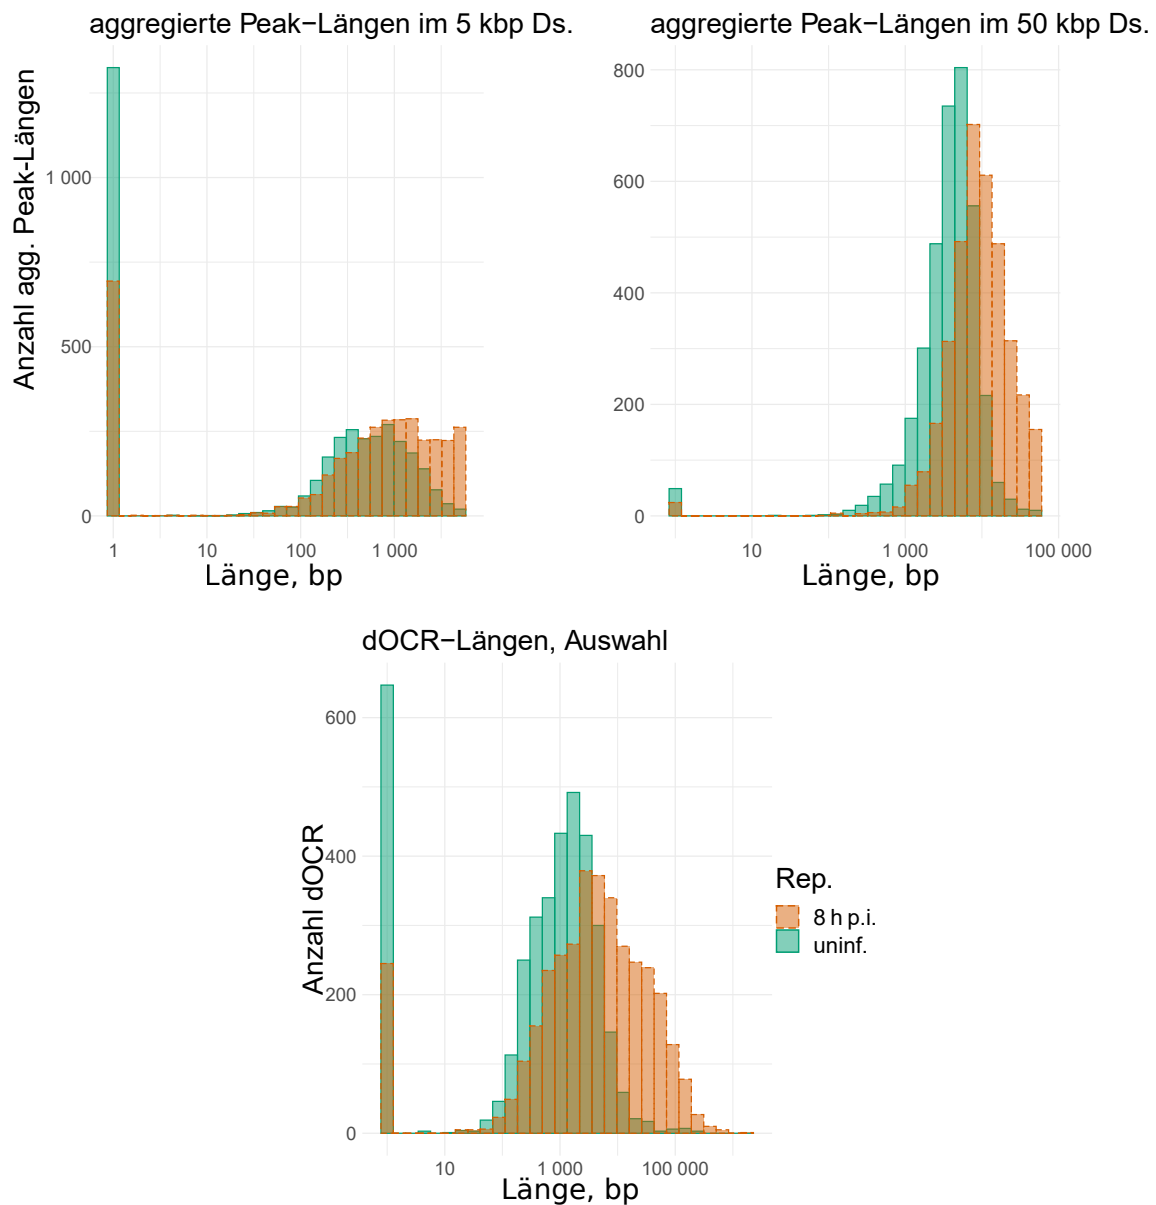 aggregierte Peak−Längen im 5 kbp Ds.
Anzahl agg. Peak-Längen
1 000
500
0
1 10 100 1 000
Länge, bp
aggregierte Peak−Längen im 50 kbp Ds.
800
600
400
200
0
10 1 000 100 000
Länge, bp
dOCR−Längen, Auswahl
Anzahl dOCR
600
400
200
0
10 1 000 100 000
Länge, bp
Rep.
8 h p.i.
uninf.